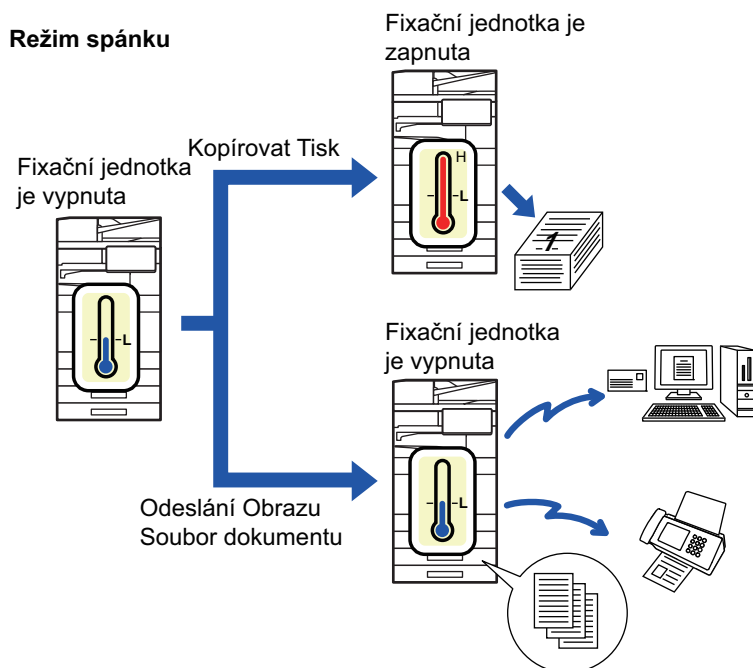 Režim spánku
Fixační jednotka je
zapnuta
Kopírovat Tisk
Fixační jednotka
je vypnuta
H
L
1
L
Fixační jednotka
je vypnuta
L
Odeslání Obrazu
Soubor dokumentu